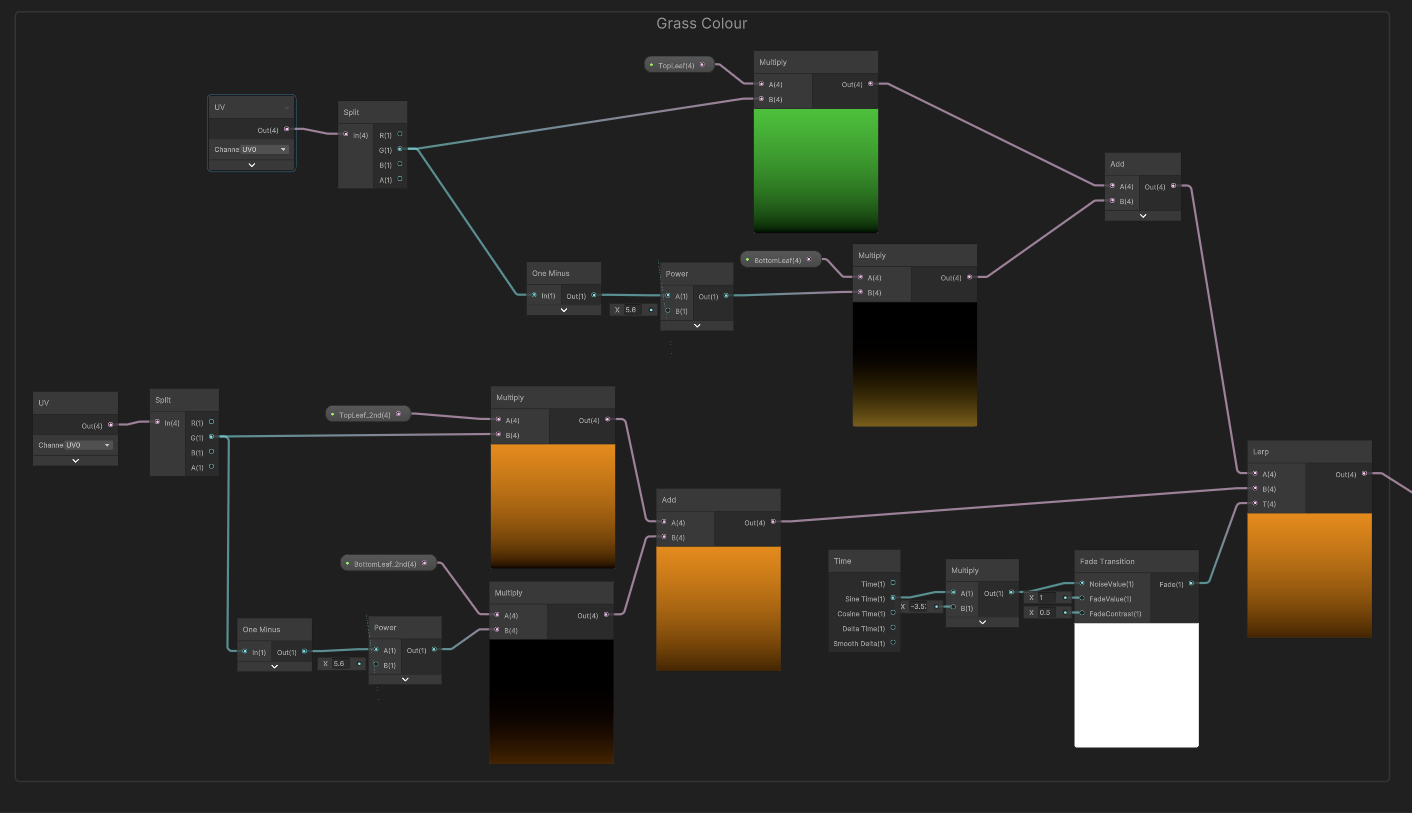 Grass Colour
TopLeaf(4)
Multiply
A(4) Out(4)
B(4)
UV
Out(4)
Channe UV0
Split
In(4) R(1)
G(1)
B(1)
A(1)
Add
A(4) Out(4)
B(4)
One Minus
In(1) Out(1)
Power
A(1) Out(1)
X 5.6 B(1)
BottomLeaf(4)
Multiply
A(4) Out(4)
B(4)
UV
Out(4)
Channe UV0
Split
In(4) R(1)
G(1)
B(1)
A(1)
TopLeaf_2nd(4)
Multiply
A(4) Out(4)
B(4)
Add
A(4) Out(4)
B(4)
BottomLeaf_2nd(4)
Multiply
A(4) Out(4)
B(4)
One Minus
In(1) Out(1)
Power
A(1) Out(1)
X 5.6 B(1)
Lerp
A(4) Out(4)
B(4)
T(4)
Time
Time(1)
Sine Time(1)
Cosine Time(1)
Delta Time(1)
Smooth Delta(1)
Multiply
A(1) Out(1)
X B(1)
Fade Transition
NoiseValue(1) Fade(1)
X 1 FadeValue(1)
X 0.5 FadeContrast(1)